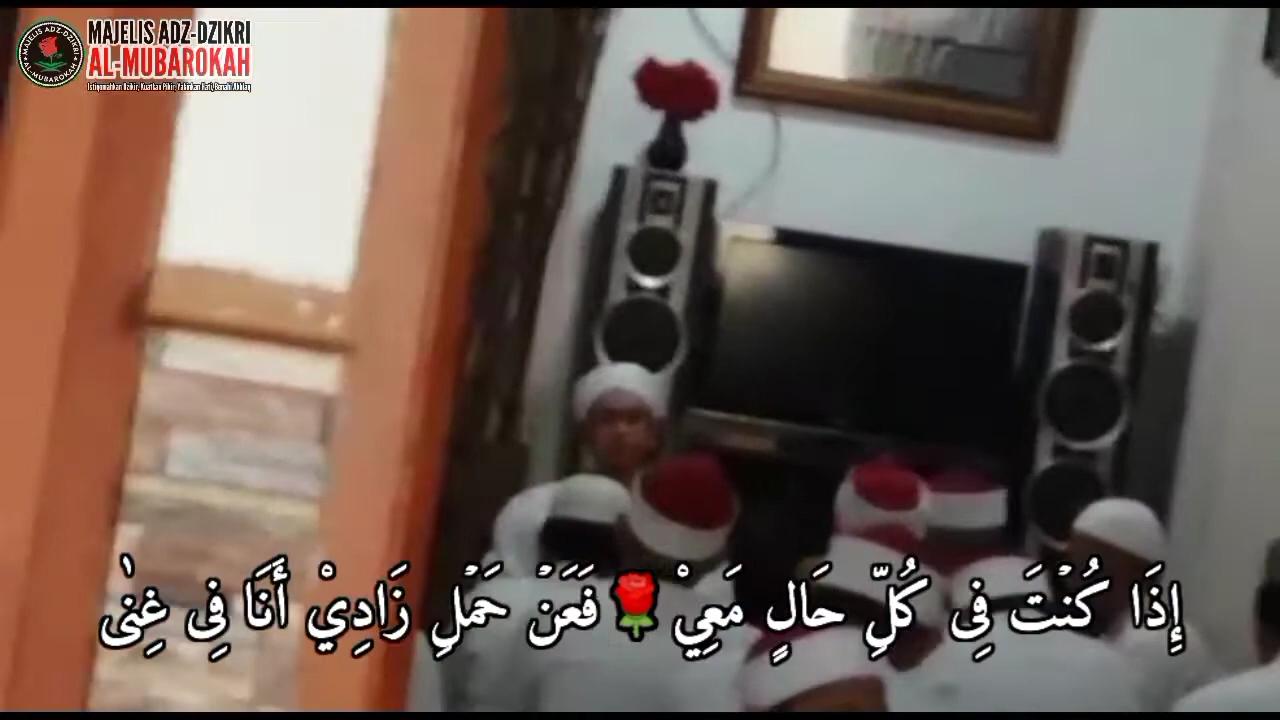 MAJELIS ADZ-DZIKRI
AL-MUBAROKAH
إِذَا كُنْتَ فِي كُلِّ حَالٍ مَعِيْ🌹فَعَنْ حَمْلِ زَادِيْ أَنَا فِي غِنٰى